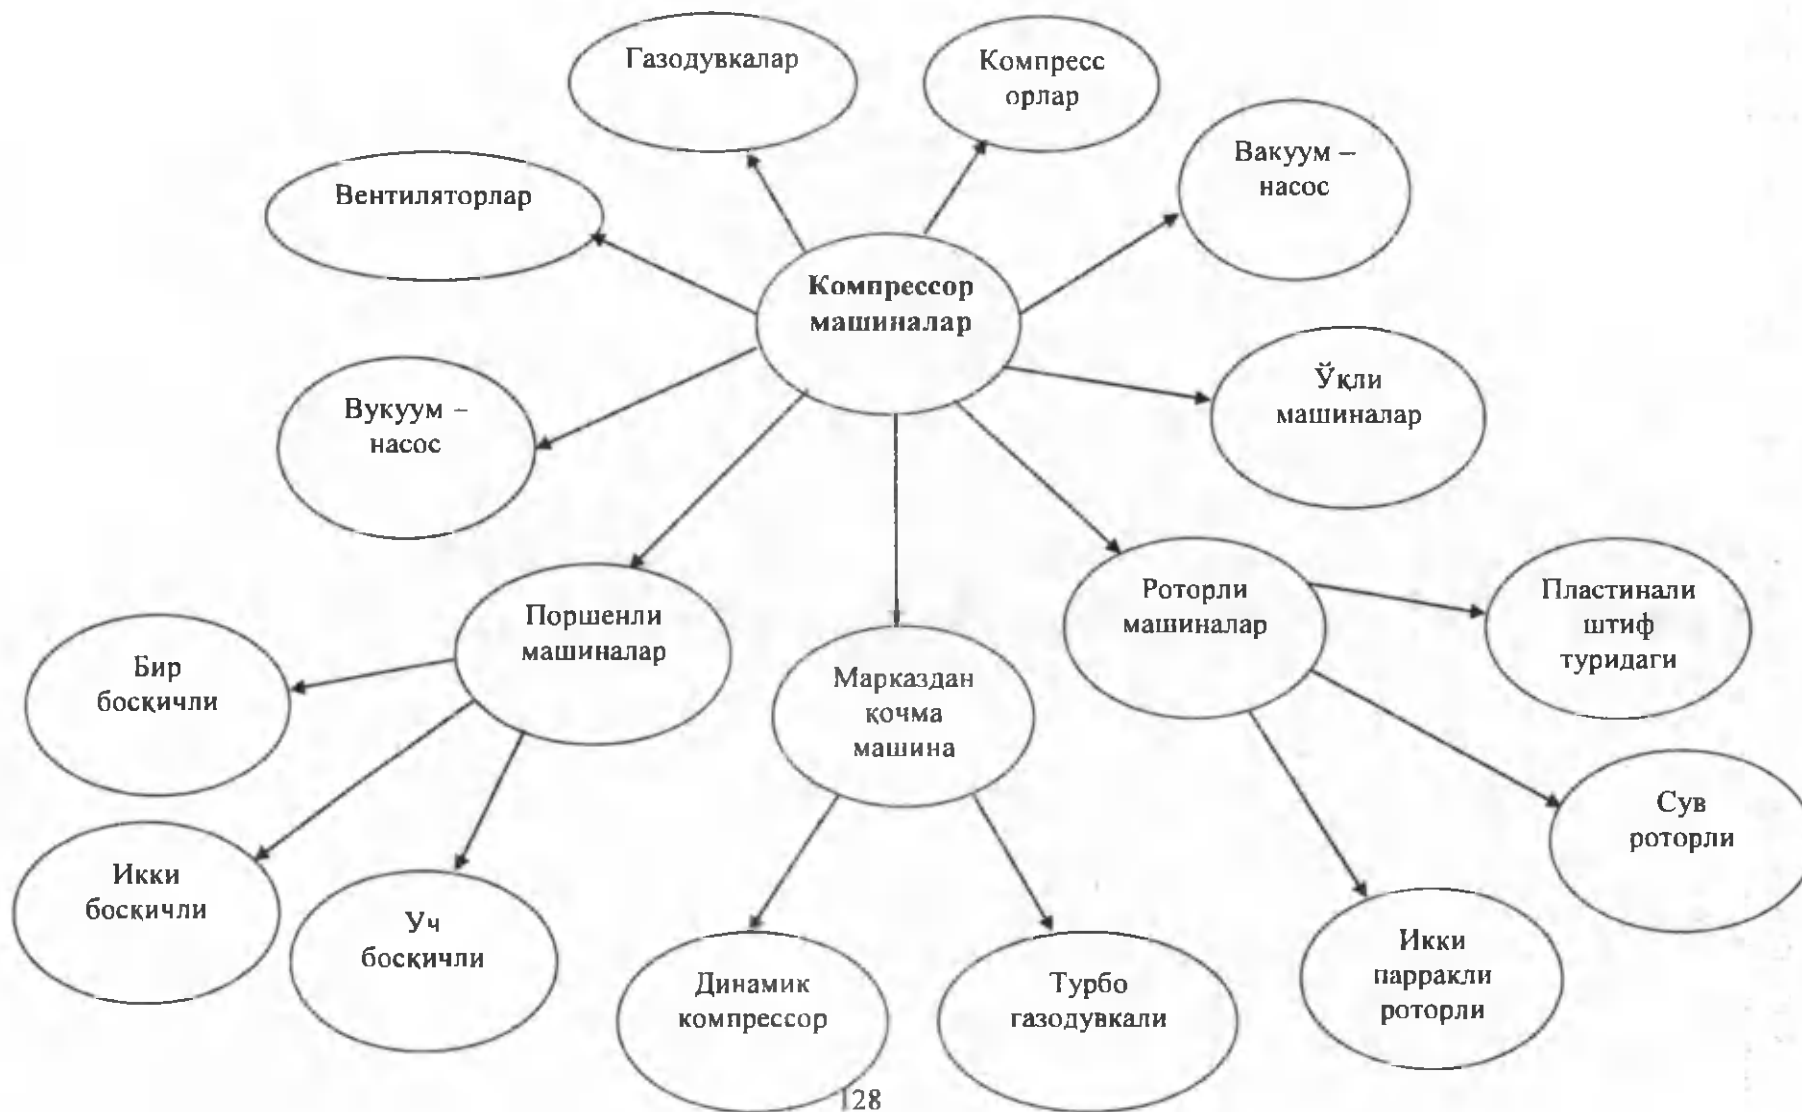 Газодувкалар
Компресс
орлар
Вакуум –
насос
Вентиляторлар
Компрессор
машиналар
Ўқли
машиналар
Вукуум –
насос
Поршенли
машиналар
Роторли
машиналар
Пластинали
штиф
туридаги
Бир
босқичли
Марказдан
қочма
машина
Сув
роторли
Икки
босқичли
Уч
босқичли
Динамик
компрессор
Турбо
газодувкали
Икки
парракли
роторли
128